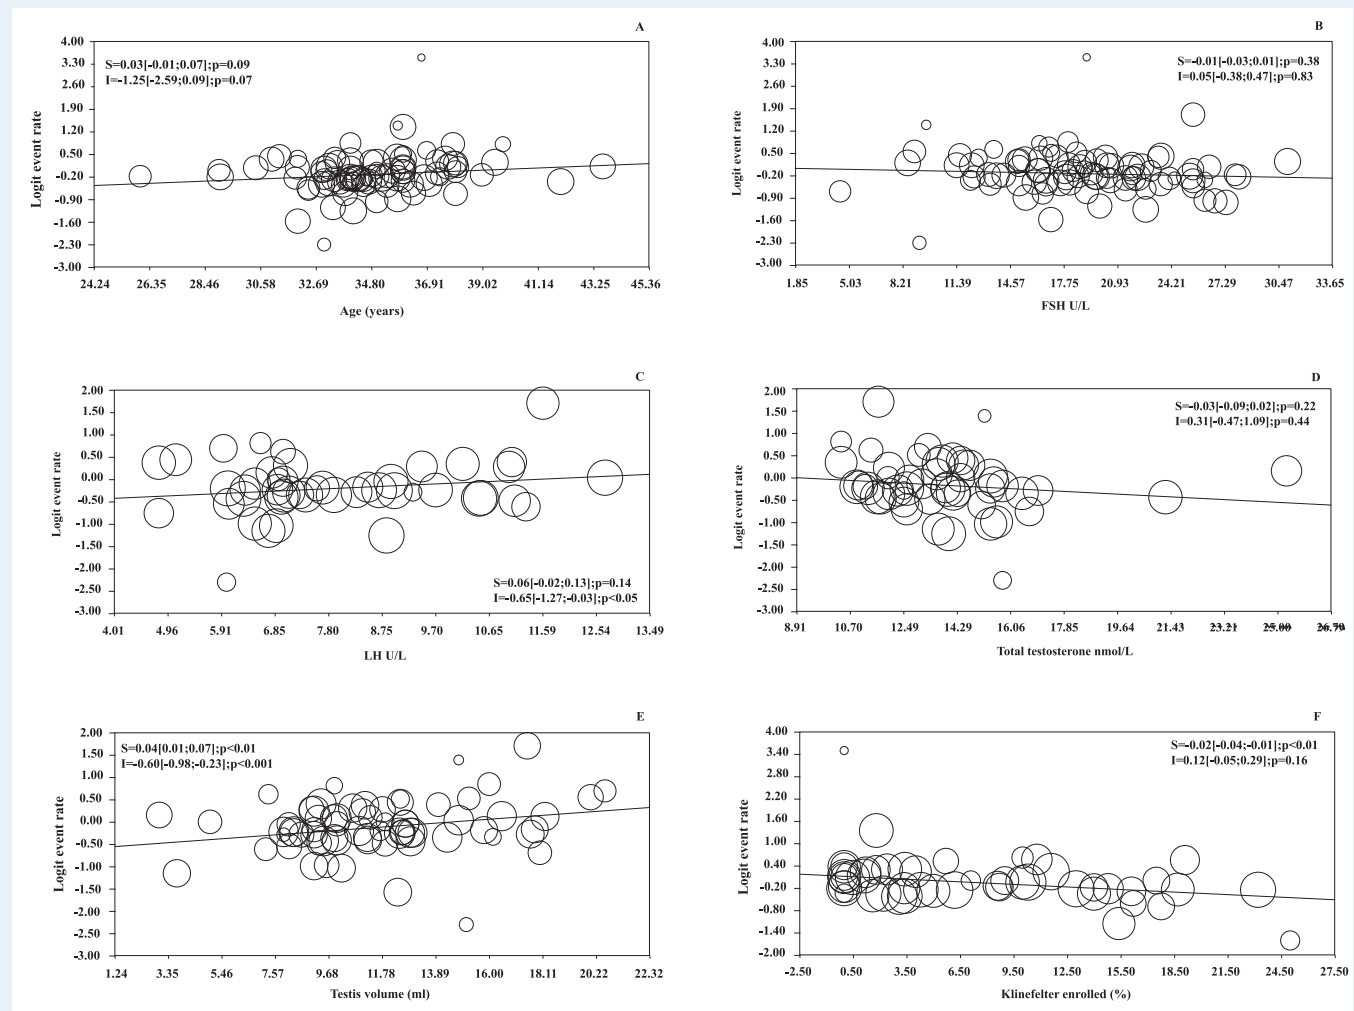 A
4.00
3.30
2.60
1.90
1.20
0.50
-0.20
-0.90
-1.60
-2.30
-3.00
Logit event rate
S=0.03[-0.01;0.07];p=0.09
I=-1.25[-2.59;0.09];p=0.07
24.24 26.35 28.46 30.58 32.69 34.80 36.91 39.02 41.14 43.25 45.36
Age (years)
B
4.00
3.30
2.60
1.90
1.20
0.50
-0.20
-0.90
-1.60
-2.30
-3.00
Logit event rate
S=-0.01[-0.03;0.01];p=0.38
I=0.05[-0.38;0.47];p=0.83
1.85 5.03 8.21 11.39 14.57 17.75 20.93 24.21 27.29 30.47 33.65
FSH U/L
C
2.00
1.50
1.00
0.50
0.00
-0.50
-1.00
-1.50
-2.00
-2.50
-3.00
Logit event rate
S=0.06[-0.02;0.13];p=0.14
I=-0.65[-1.27;-0.03];p<0.05
4.01 4.96 5.91 6.85 7.80 8.75 9.70 10.65 11.59 12.54 13.49
LH U/L
D
2.00
1.50
1.00
0.50
0.00
-0.50
-1.00
-1.50
-2.00
-2.50
-3.00
Logit event rate
S=-0.03[-0.09;0.02];p=0.22
I=0.31[-0.47;1.09];p=0.44
8.91 10.70 12.49 14.29 16.06 17.85 19.64 21.43
Total testosterone nmol/L
E
2.00
1.50
1.00
0.50
0.00
-0.50
-1.00
-1.50
-2.00
-2.50
-3.00
Logit event rate
S=0.04[0.01;0.07];p<0.01
I=-0.60[-0.98;-0.23];p<0.001
1.24 3.35 5.46 7.57 9.68 11.78 13.89 16.00 18.11 20.22 22.32
Testis volume (ml)
F
4.00
3.40
2.80
2.20
1.60
1.00
0.40
-0.20
-0.80
-1.40
-2.00
Logit event rate
S=-0.02[-0.04;-0.01];p<0.01
I=0.12[-0.05;0.29];p=0.16
-2.50 0.50 3.50 6.50 9.50 12.50 15.50 18.50 21.50 24.50 27.50
Klinefelter enrolled (%)